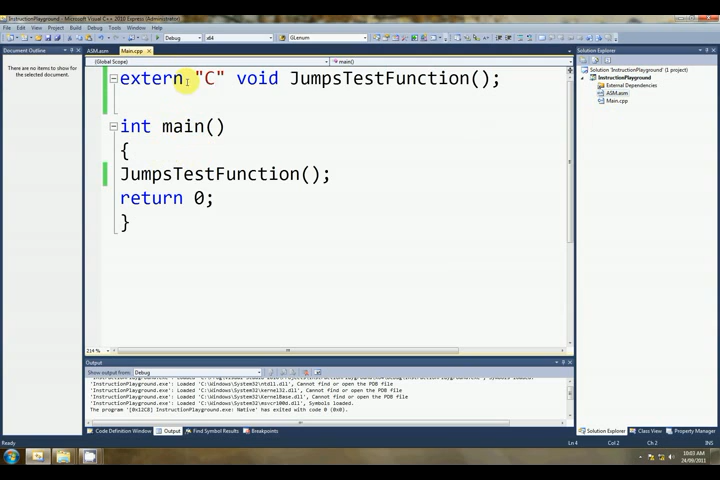 InstructionPlayground - Microsoft Visual C++ 2010 Express (Administrator)
File Edit View Project Build Debug Tools Window Help
Debug x64 GLenum
Document Outline
There are no items to show for
the selected document.
ASM.asm Main.cpp
(Global Scope) main()
extern "C" void JumpsTestFunction();
int main()
{
JumpsTestFunction();
return 0;
}
214 %
Output
Show output from: Debug
'InstructionPlayground.exe': Loaded 'C:\Windows\System32\ntdll.dll', Cannot find or open the PDB file
'InstructionPlayground.exe': Loaded 'C:\Windows\System32\kernel32.dll', Cannot find or open the PDB file
'InstructionPlayground.exe': Loaded 'C:\Windows\System32\KernelBase.dll', Cannot find or open the PDB file
'InstructionPlayground.exe': Loaded 'C:\Windows\System32\msvcr100d.dll', Symbols loaded.
The program '[0x12C8] InstructionPlayground.exe: Native' has exited with code 0 (0x0).
Code Definition Window Output Find Symbol Results Breakpoints
Solution Explorer
Solution 'InstructionPlayground' (1 project)
InstructionPlayground
External Dependencies
ASM.asm
Main.cpp
Solution Explorer Class View Property Manager
Ready Ln 4 Col 2 Ch 2 INS
10:03 AM
24/09/2011